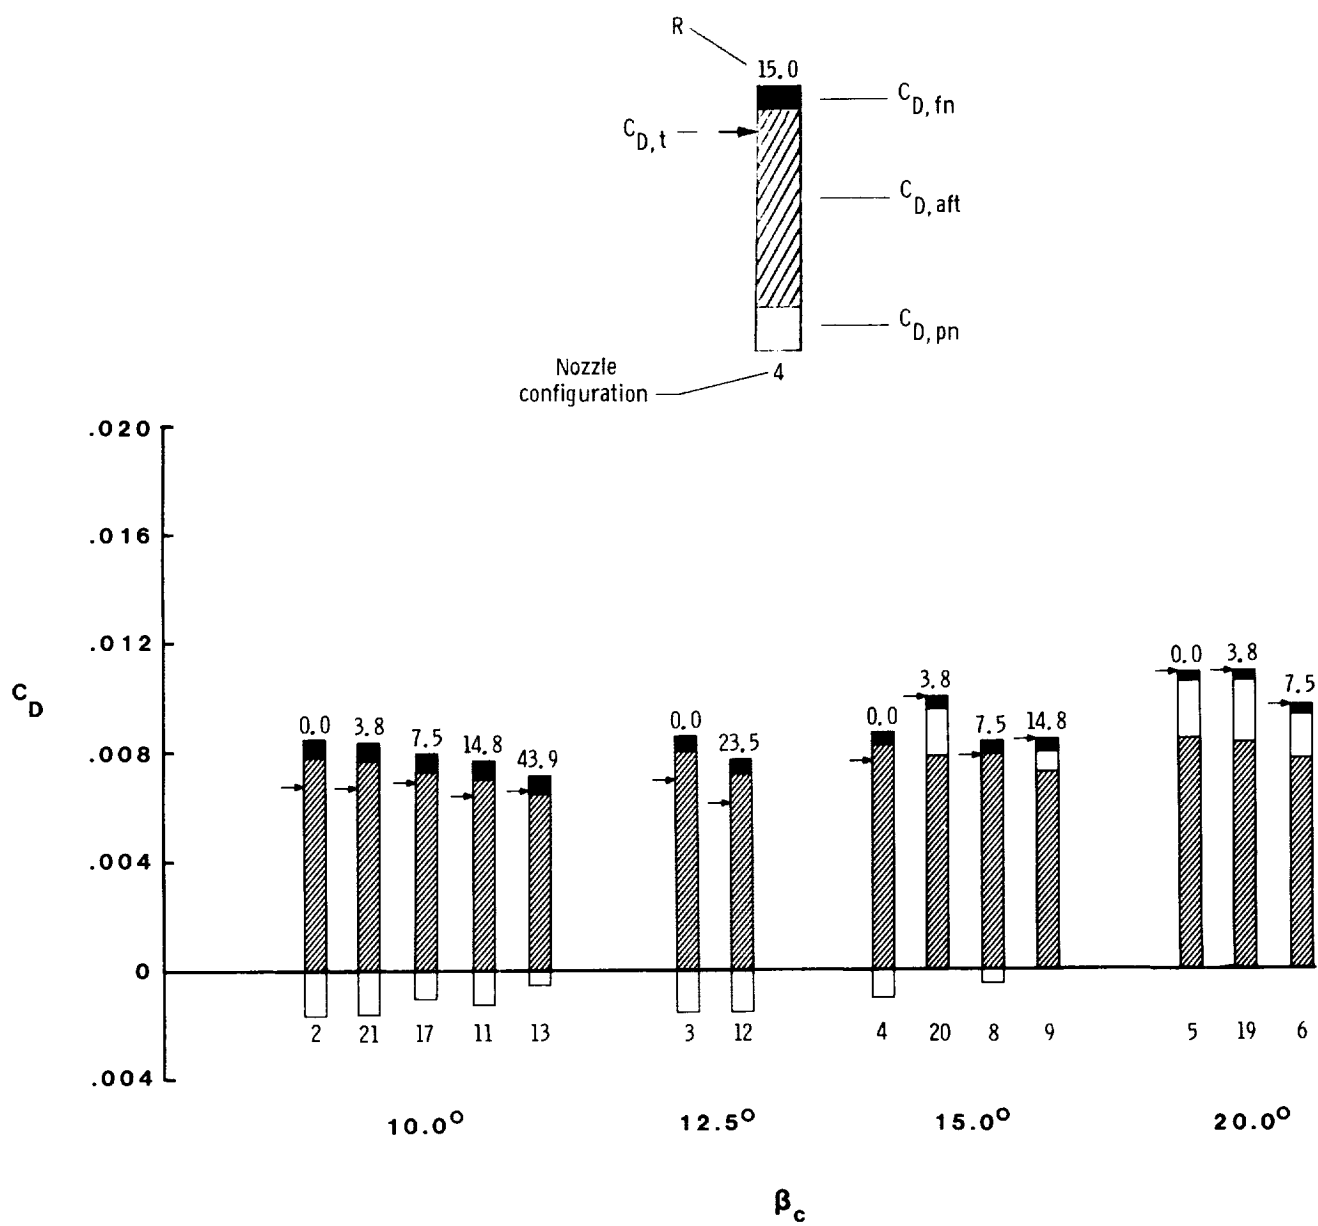 R
15.0
C_D,fn
C_D,t
C_D,aft
C_D,pn
Nozzle
configuration
4
.020
.016
.012
.008
.004
0
.004
C_D
0.0 3.8 7.5 14.8 43.9
0.0 23.5
0.0 3.8 7.5 14.8
0.0 3.8 7.5
2 21 17 11 13
3 12
4 20 8 9
5 19 6
10.0° 12.5° 15.0° 20.0°
β_c